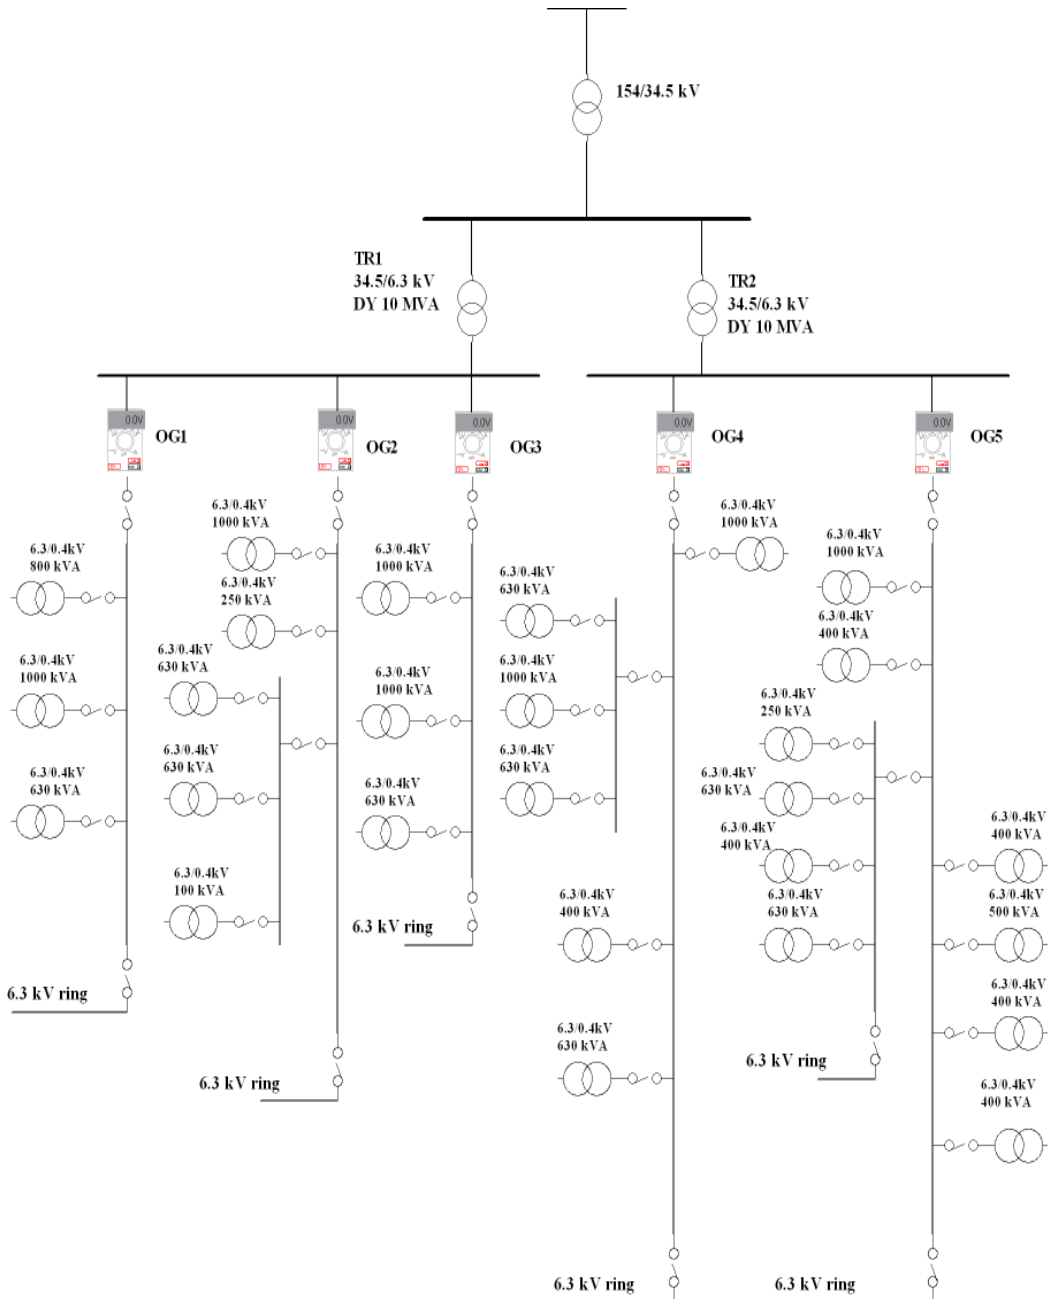 154/34.5 kV
TR1
34.5/6.3 kV
DY 10 MVA
TR2
34.5/6.3 kV
DY 10 MVA
0.0V
OG1
0.0V
OG2
0.0V
OG3
0.0V
OG4
0.0V
OG5
6.3/0.4kV
800 kVA
6.3/0.4kV
1000 kVA
6.3/0.4kV
630 kVA
6.3 kV ring
6.3/0.4kV
1000 kVA
6.3/0.4kV
250 kVA
6.3/0.4kV
630 kVA
6.3/0.4kV
630 kVA
6.3/0.4kV
100 kVA
6.3 kV ring
6.3/0.4kV
1000 kVA
6.3/0.4kV
1000 kVA
6.3/0.4kV
630 kVA
6.3 kV ring
6.3/0.4kV
1000 kVA
6.3/0.4kV
630 kVA
6.3/0.4kV
1000 kVA
6.3/0.4kV
630 kVA
6.3/0.4kV
400 kVA
6.3/0.4kV
630 kVA
6.3 kV ring
6.3/0.4kV
1000 kVA
6.3/0.4kV
400 kVA
6.3/0.4kV
250 kVA
6.3/0.4kV
630 kVA
6.3/0.4kV
400 kVA
6.3/0.4kV
630 kVA
6.3 kV ring
6.3/0.4kV
400 kVA
6.3/0.4kV
500 kVA
6.3/0.4kV
400 kVA
6.3/0.4kV
400 kVA
6.3 kV ring